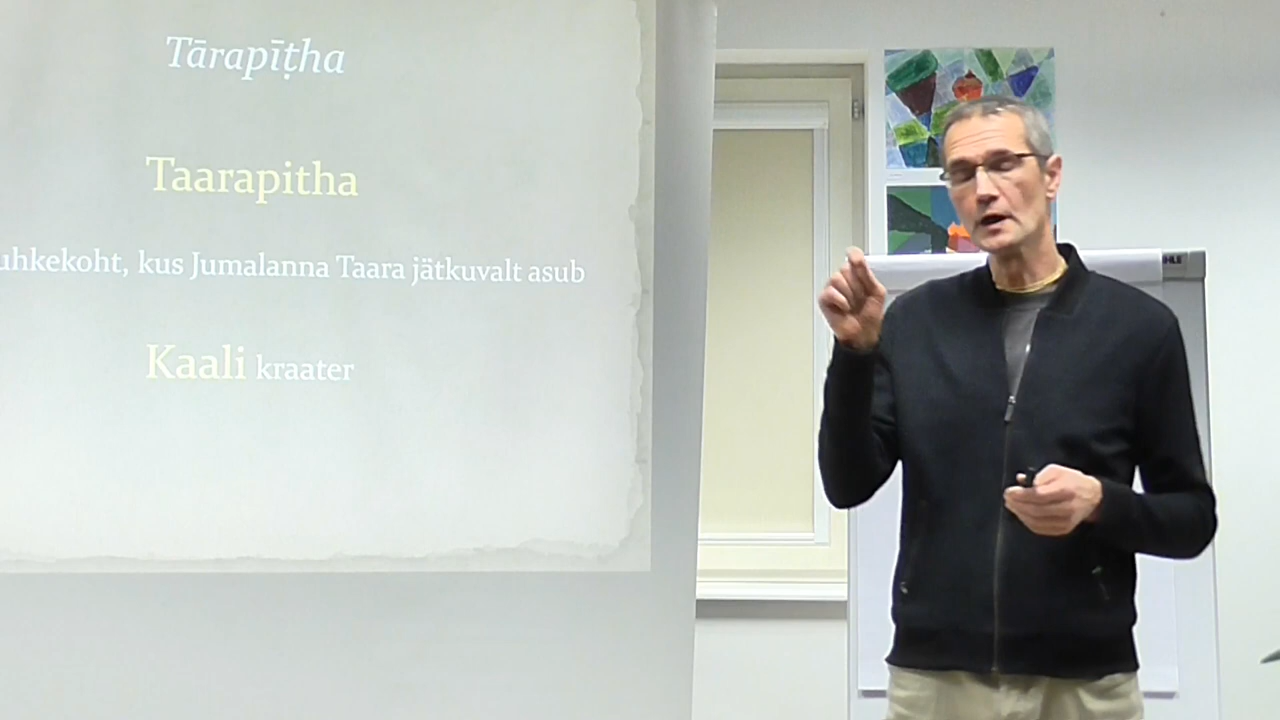 Tārapīṭha
Taarapitha
uhkekoht, kus Jumalanna Taara jätkuvalt asub
Kaali kraater